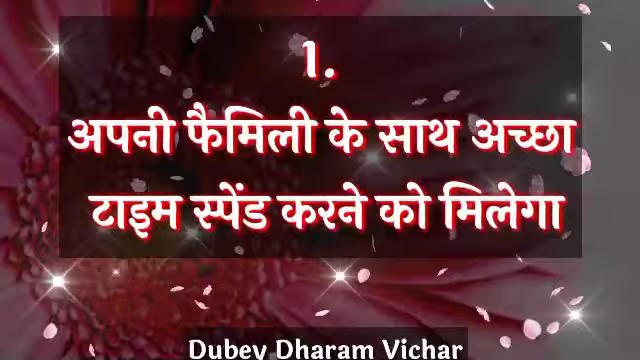 1.
अपनी फैमिली के साथ अच्छा
टाइम स्पेंड करने को मिलेगा
Dubey Dharam Vichar